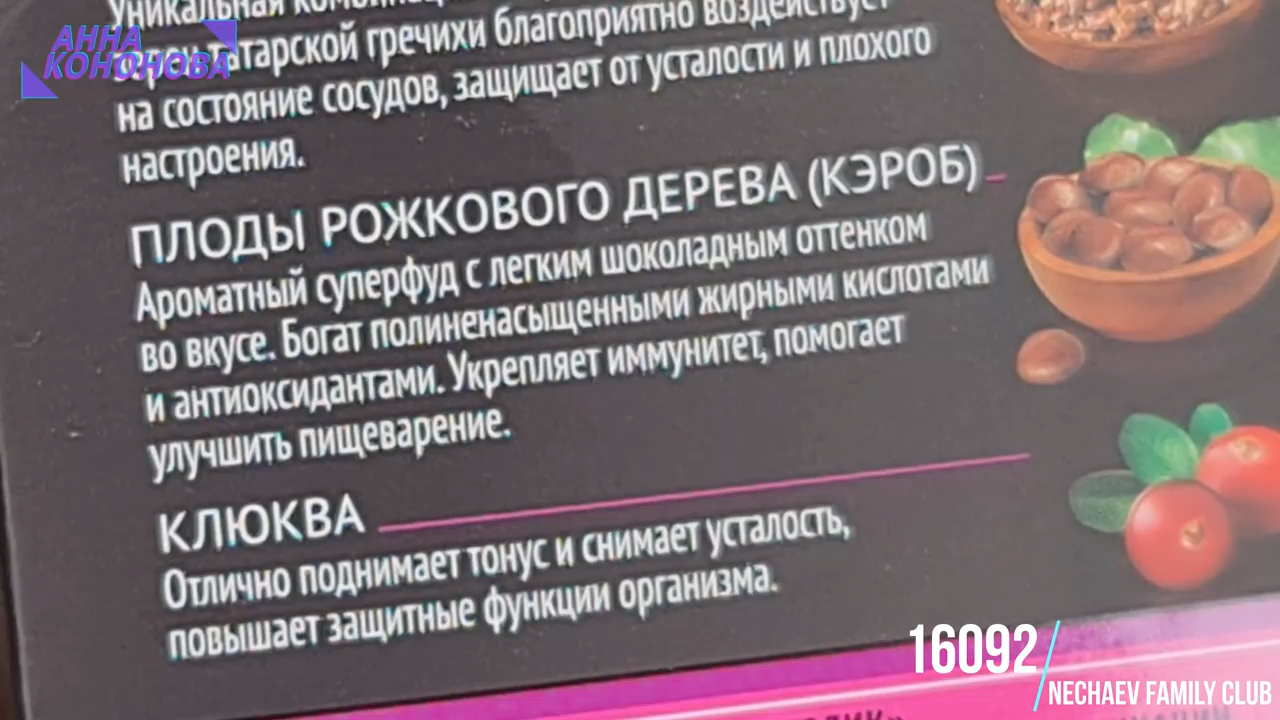 Уникальная
АННА
КОНОНОВА
татарской гречихи благоприятно воздействует
на состояние сосудов, защищает от усталости и плохого
настроения.
ПЛОДЫ РОЖКОВОГО ДЕРЕВА (КЭРОБ)
Ароматный суперфуд с легким шоколадным оттенком
во вкусе. Богат полиненасыщенными жирными кислотами
и антиоксидантами. Укрепляет иммунитет, помогает
улучшить пищеварение.
КЛЮКВА
Отлично поднимает тонус и снимает усталость,
повышает защитные функции организма.
16092
NECHAEV FAMILY CLUB